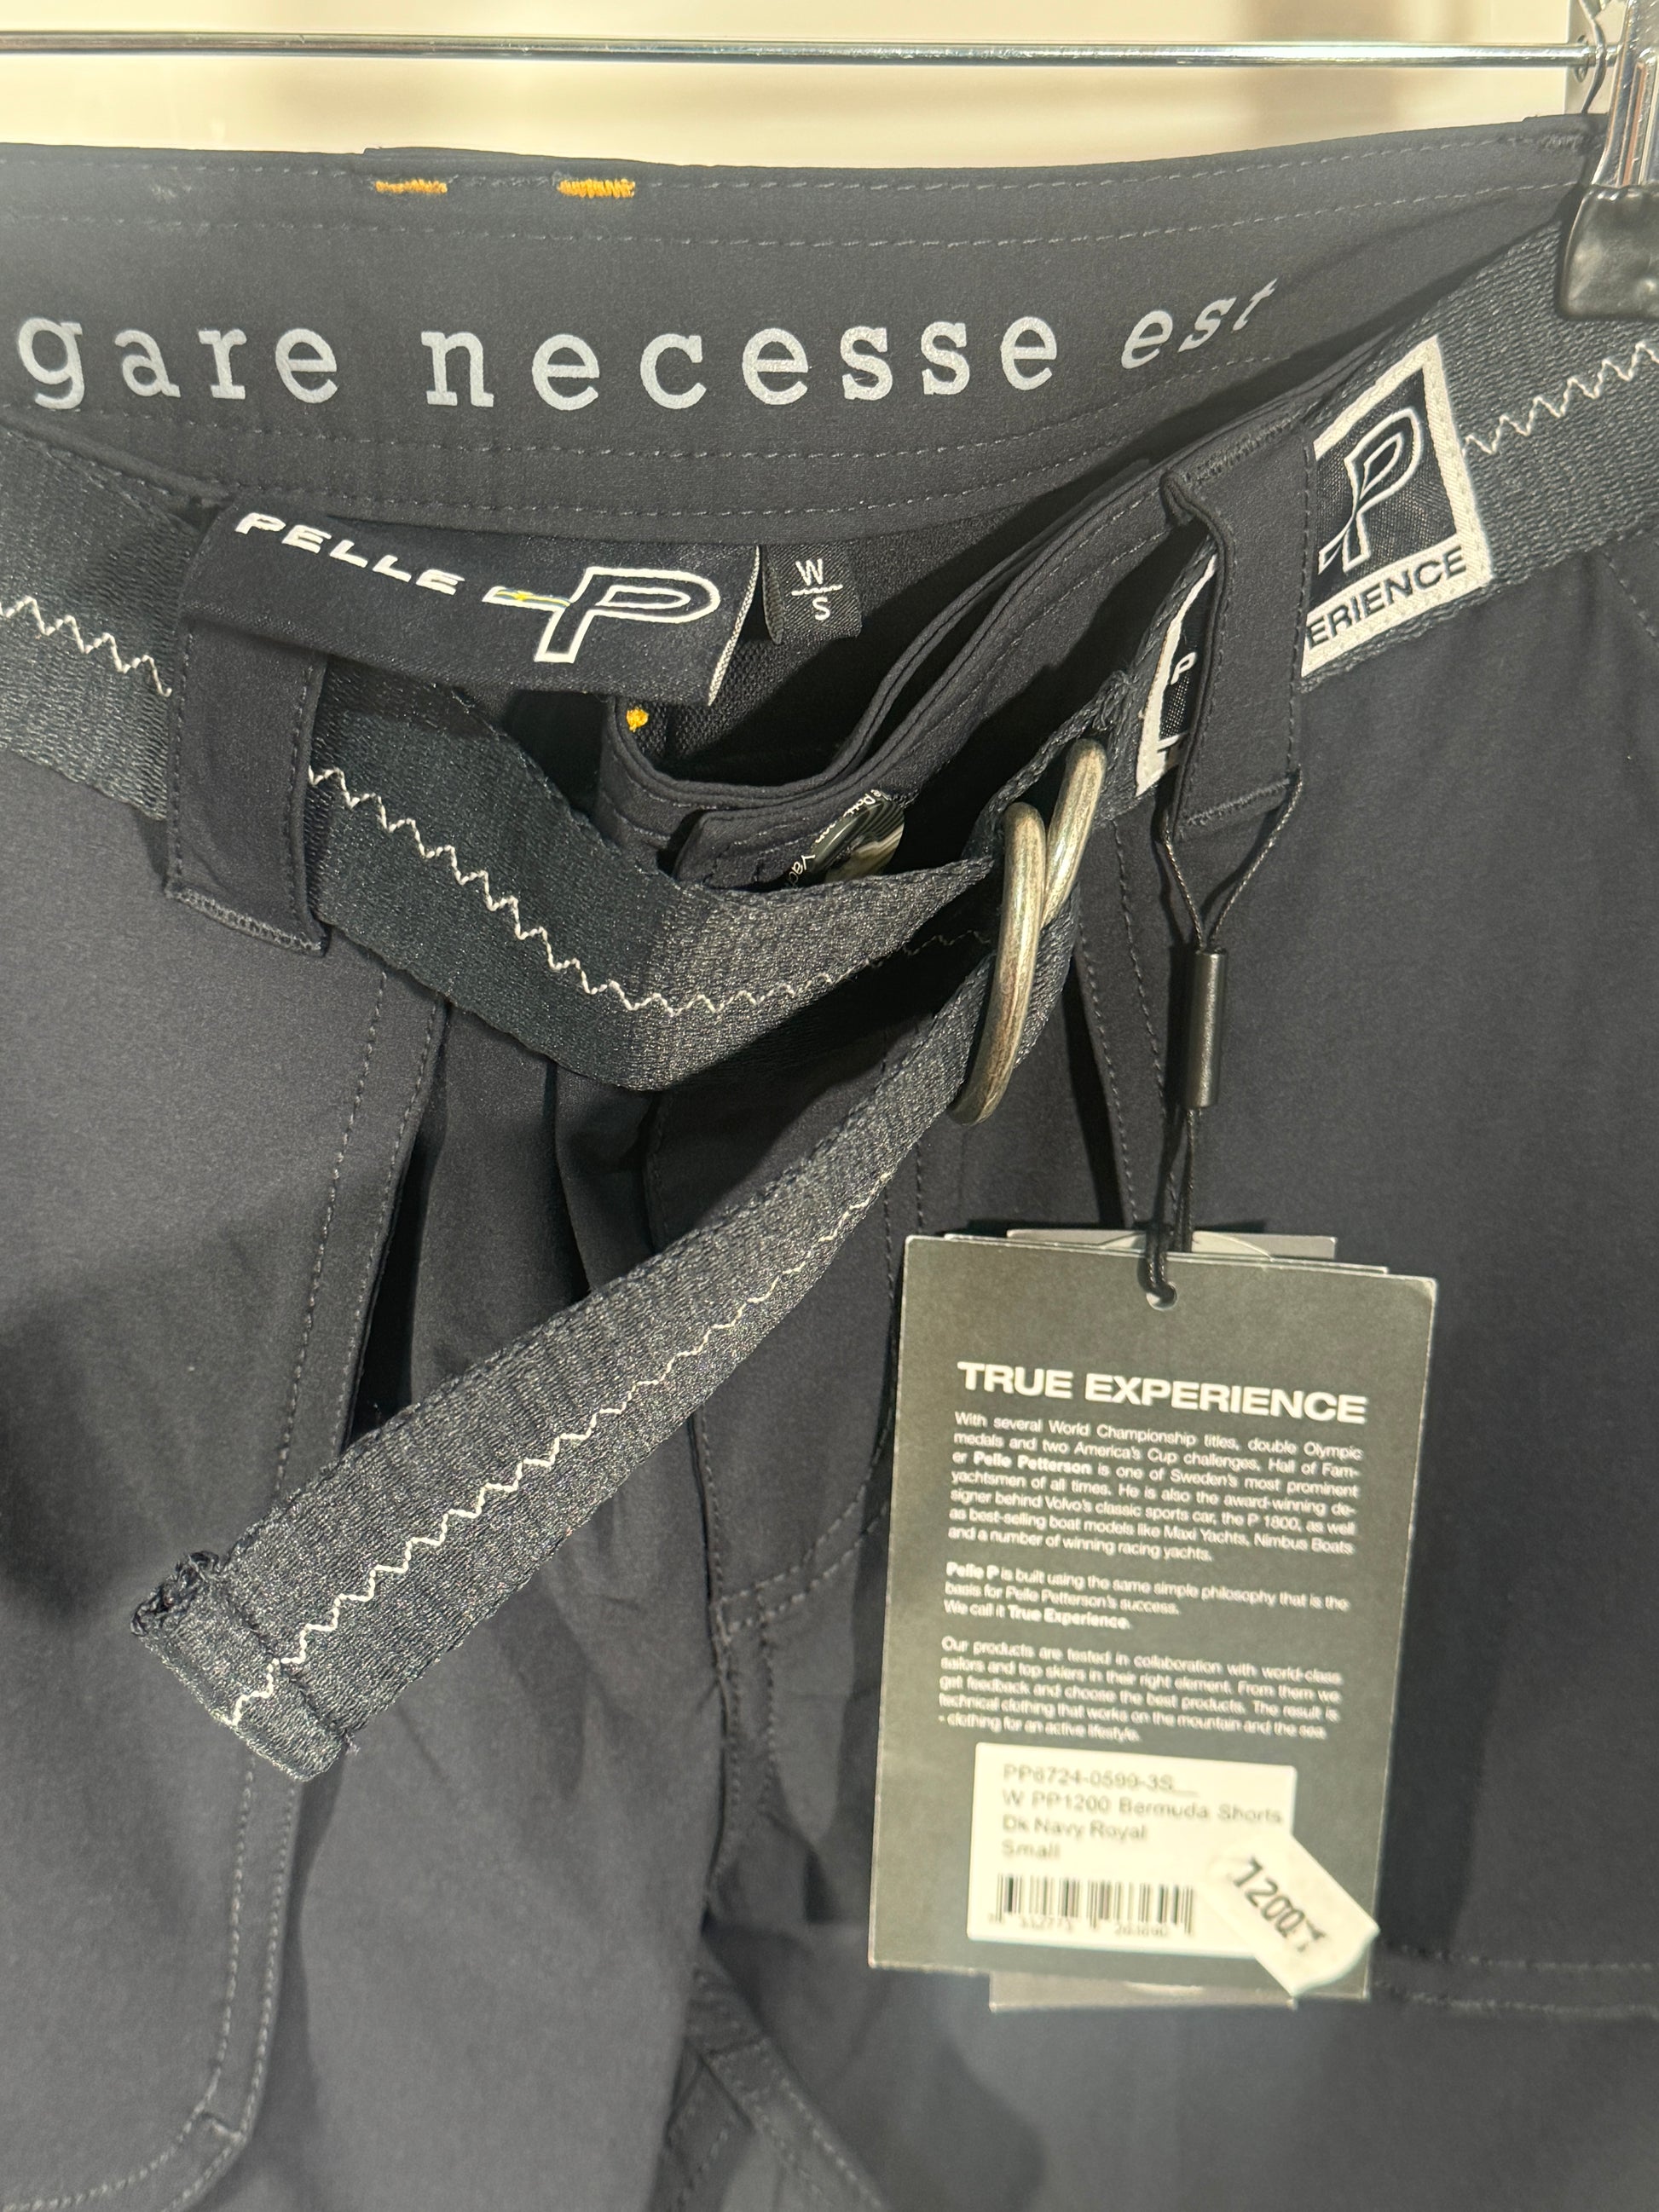 gare necesse est
PELLE P
W
S
P
ERIENCE
P
TRUE EXPERIENCE
With several World Championship titles, double Olympic
medals and two America's Cup challenges, Hall of Fam-
er Pelle Petterson is one of Sweden's most prominent
yachtsmen of all times. He is also the award-winning de-
signer behind Volvo's classic sports car, the P 1800, as well
as best-selling boat models like Maxi Yachts, Nimbus Boats
and a number of winning racing yachts.
Pelle P is built using the same simple philosophy that is the
basis for Pelle Petterson's success.
We call it True Experience.
Our products are tested in collaboration with world-class
sailors and top skiers in their right element. From them we
get feedback and choose the best products. The result is
technical clothing that works on the mountain and the sea
- clothing for an active lifestyle.
PP6724-0599-3S__
W PP1200 Bermuda Shorts
Dk Navy Royal
Small